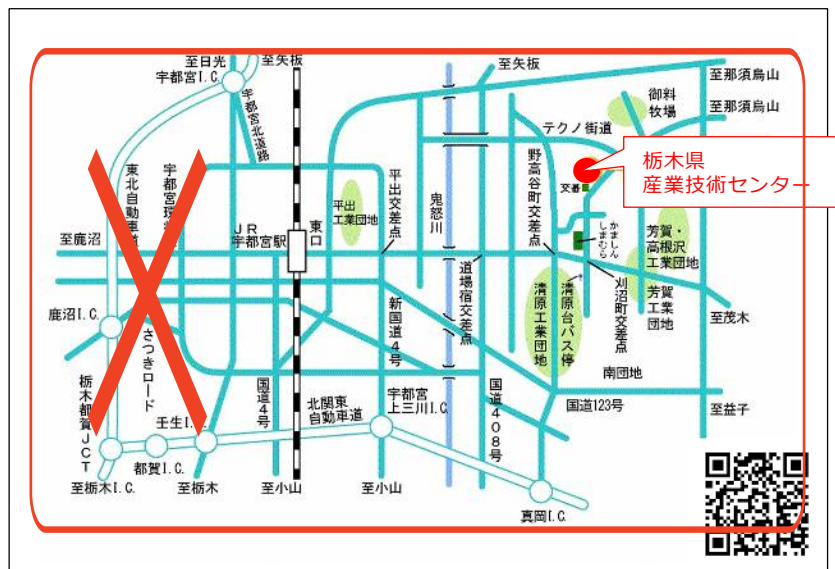 至日光
至矢板
宇都宮I.C.
宇都宮北道路
至矢板
至那須烏山
御料
牧場
至那須烏山
テクノ街道
栃木県
産業技術センター
交番
東北自動車道
平出
工業団地
平出交差点
鬼怒川
野高谷町交差点
かましん
しまむら
JR
宇都宮駅
東口
至鹿沼
芳賀・
高根沢
工業団地
道場宿交差点
清原工業団地
清原台バス停
刈沼町交差点
芳賀
工業
団地
至茂木
鹿沼I.C.
さつきロード
新国道4号
南団地
栃木都賀JCT
国道4号
北関東
自動車道
宇都宮
上三川I.C.
国道408号
国道123号
至益子
壬生I.
都賀I.C.
至栃木I.C.
至栃木
至小山
至小山
真岡I.C.